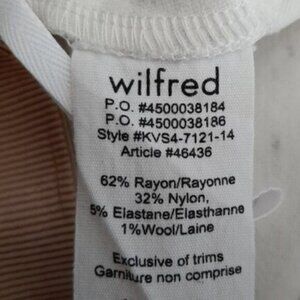 wilfred
P.O. #4500038184
P.O. #4500038186
Style #KVS4-7121-14
Article #46436
62% Rayon/Rayonne
32% Nylon,
5% Elastane/Elasthanne
1%Wool/Laine
Exclusive of trims
Garniture non comprise